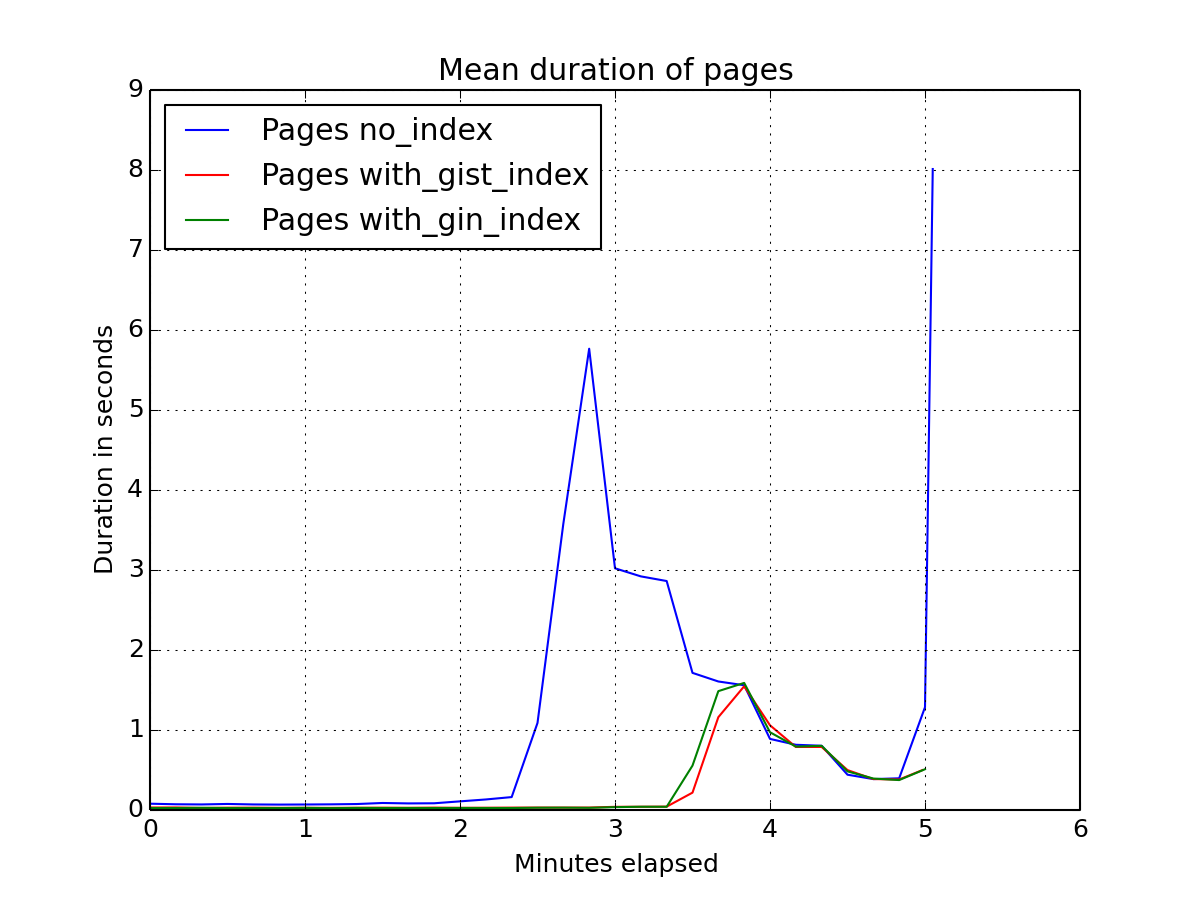 Mean duration of pages
Pages no_index
Pages with_gist_index
Pages with_gin_index
Duration in seconds
9
8
7
6
5
4
3
2
1
0
0 1 2 3 4 5 6
Minutes elapsed